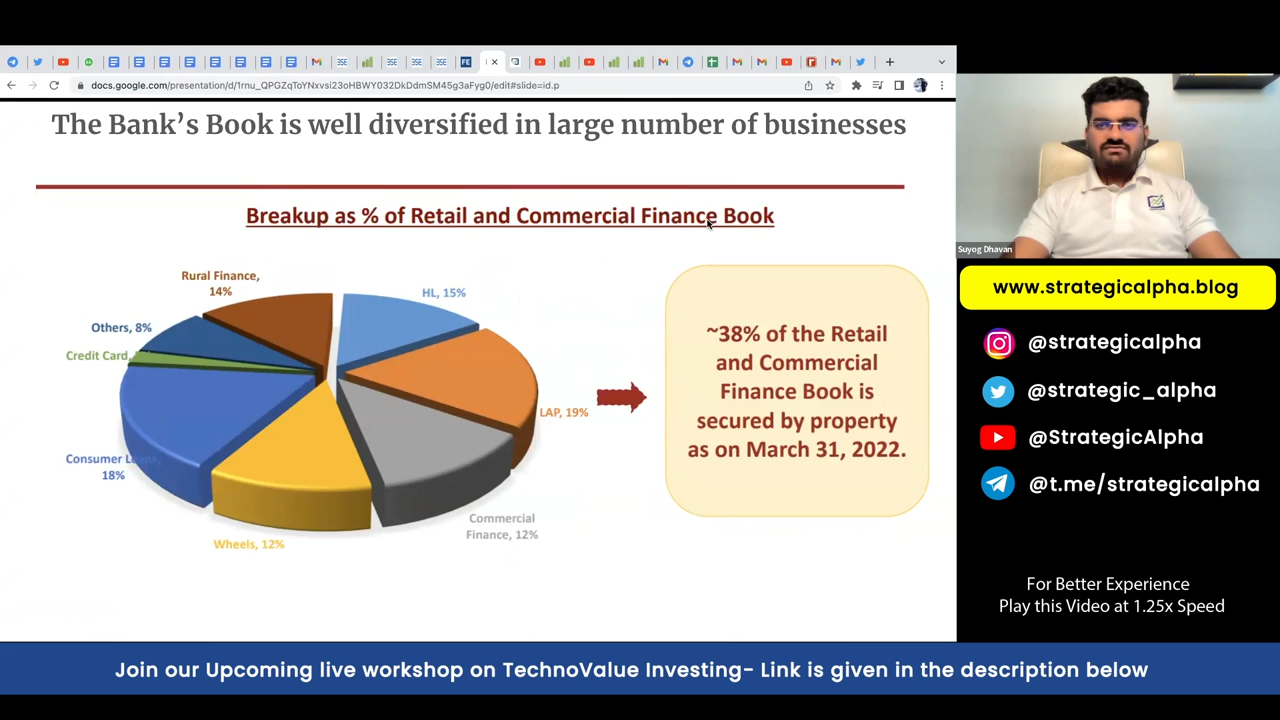 docs.google.com/presentation/d/1rnu_QPGZqToYNxvsi23oHBWY032DkDdmSM45g3aFyg0/edit#slide=id.p
The Bank's Book is well diversified in large number of businesses
Breakup as % of Retail and Commercial Finance Book
Rural Finance,
14%
HL, 15%
Others, 8%
Credit Card,
LAP, 19%
Consumer Loans,
18%
Commercial
Finance, 12%
Wheels, 12%
~38% of the Retail
and Commercial
Finance Book is
secured by property
as on March 31, 2022.
Suyog Dhavan
www.strategicalpha.blog
@strategicalpha
@strategic_alpha
@StrategicAlpha
@t.me/strategicalpha
For Better Experience
Play this Video at 1.25x Speed
Join our Upcoming live workshop on TechnoValue Investing- Link is given in the description below